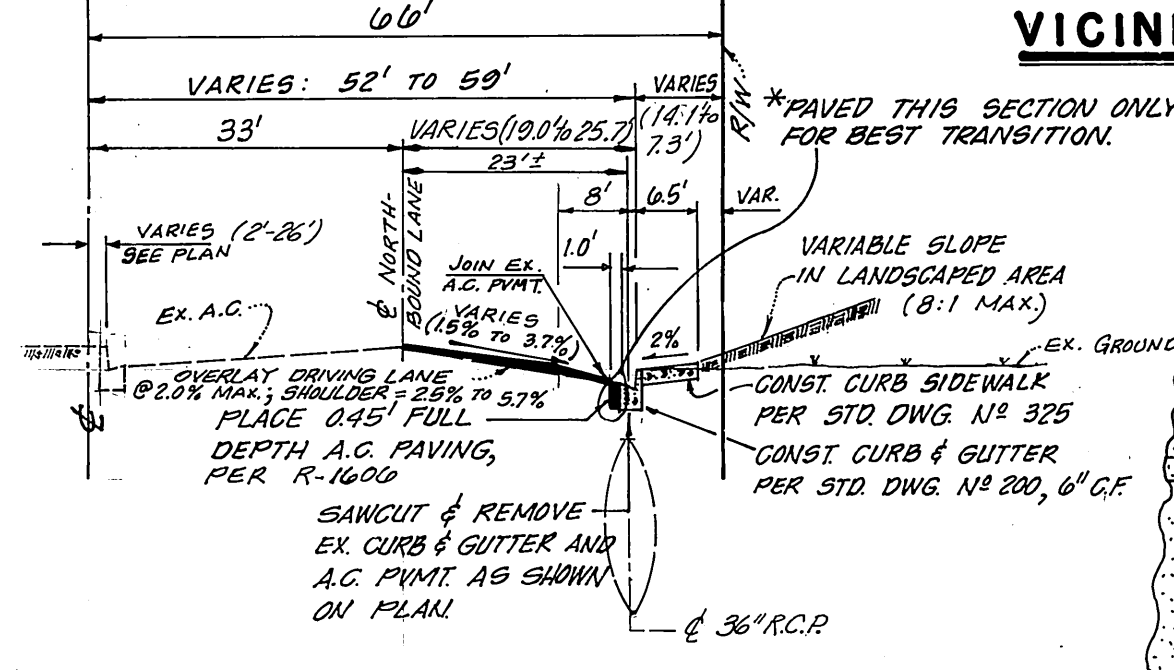 66'
VICINI
VARIES: 52' TO 59'
VARIES
(14.1' to
7.3')
R/W
*PAVED THIS SECTION ONLY
FOR BEST TRANSITION.
33'
VARIES (19.0' to 25.7')
23' ±
8'
6.5'
VAR.
VARIES (2'-26')
SEE PLAN
℄ NORTH-
BOUND LANE
1.0'
JOIN EX.
A.C. PVMT.
VARIABLE SLOPE
IN LANDSCAPED AREA
(8:1 MAX.)
EX. A.C.
VARIES
(1.5% TO 3.7%)
2%
EX. GROUND
OVERLAY DRIVING LANE
@ 2.0% MAX.; SHOULDER = 2.5% TO 5.7%
℄
PLACE 0.45' FULL
DEPTH A.C. PAVING,
PER R-1606
CONST. CURB SIDEWALK
PER STD. DWG. Nº 325
CONST. CURB & GUTTER
PER STD. DWG. Nº 200, 6" C.F.
SAWCUT & REMOVE
EX. CURB & GUTTER AND
A.C. PVMT. AS SHOWN
ON PLAN.
℄ 36" R.C.P.